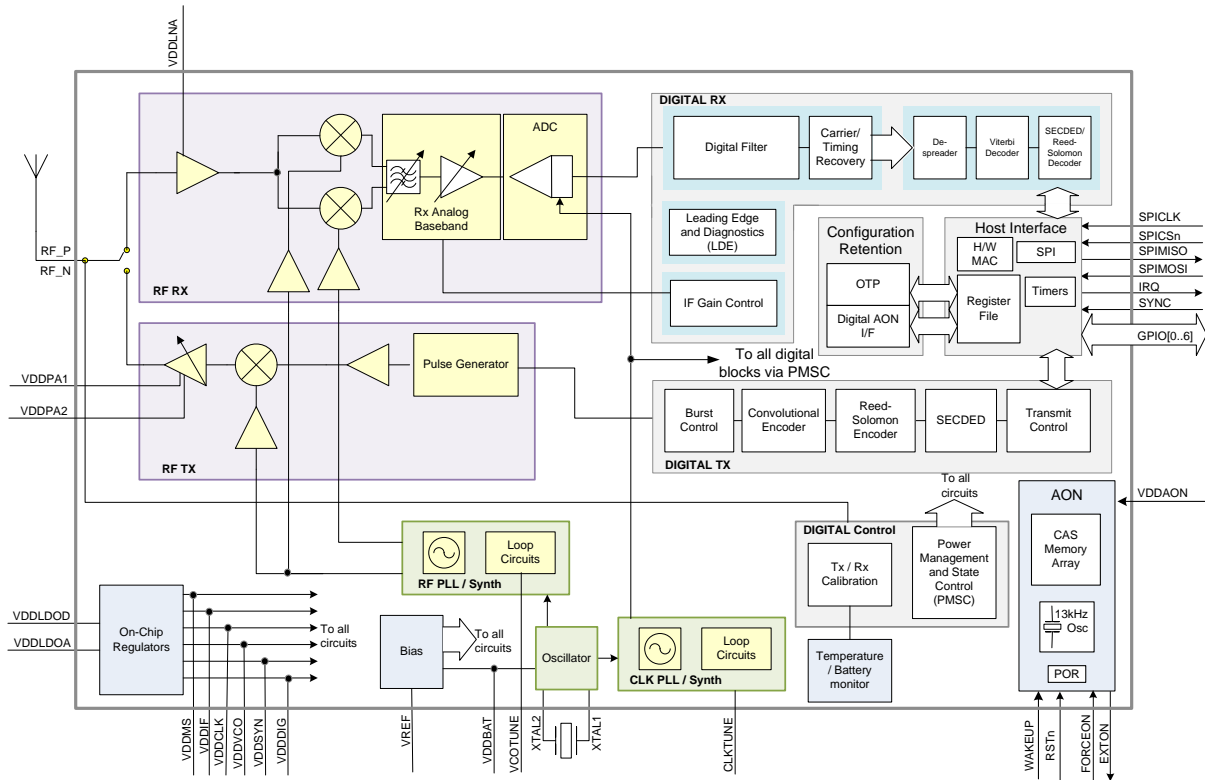 VDDLNA
DIGITAL RX
ADC
Digital Filter
Carrier/
Timing
Recovery
De-
spreader
Viterbi
Decoder
SECDED/
Reed-
Solomon
Decoder
Rx Analog
Baseband
Leading Edge
and Diagnostics
(LDE)
Configuration
Retention
Host Interface
H/W
MAC
SPI
SPICLK
SPICSn
SPIMISO
SPIMOSI
IRQ
SYNC
GPIO[0..6]
RF_P
RF_N
RF RX
IF Gain Control
OTP
Digital AON
I/F
Register
File
Timers
To all digital
blocks via PMSC
VDDPA1
VDDPA2
Pulse Generator
RF TX
Burst
Control
Convolutional
Encoder
Reed-
Solomon
Encoder
SECDED
Transmit
Control
DIGITAL TX
To all
circuits
AON
VDDAON
CAS
Memory
Array
13kHz
Osc
POR
DIGITAL Control
Tx / Rx
Calibration
Power
Management
and State
Control
(PMSC)
Loop
Circuits
RF PLL / Synth
VDDLDOD
VDDLDOA
On-Chip
Regulators
To all
circuits
Bias
To all
circuits
Oscillator
Loop
Circuits
CLK PLL / Synth
Temperature
/ Battery
monitor
VDDMS
VDDIF
VDDCLK
VDDVCO
VDDSYN
VDDDIG
VREF
VDDBAT
VCOTUNE
XTAL2
XTAL1
CLKTUNE
WAKEUP
RSTn
FORCEON
EXTON